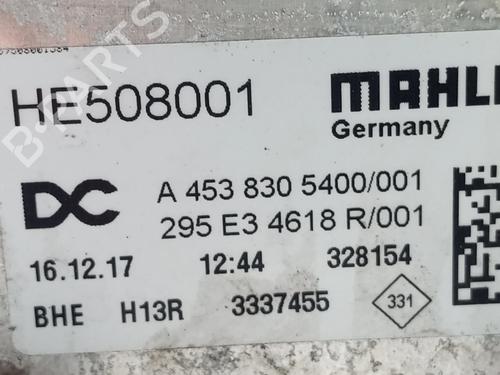 HE508001
MAHLE
Germany
DC
A 453 830 5400/001
295 E3 4618 R/001
16.12.17 12:44 328154
BHE H13R 3337455 331
B-PARTS